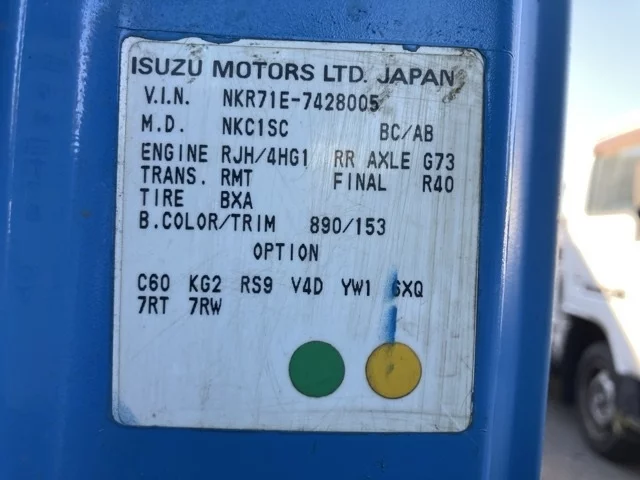 ISUZU MOTORS LTD. JAPAN
V.I.N. NKR71E-7428005
M.D. NKC1SC BC/AB
ENGINE RJH/4HG1 RR AXLE G73
TRANS. RMT FINAL R40
TIRE BXA
B.COLOR/TRIM 890/153
OPTION
C60 KG2 RS9 V4D YW1 6XQ
7RT 7RW